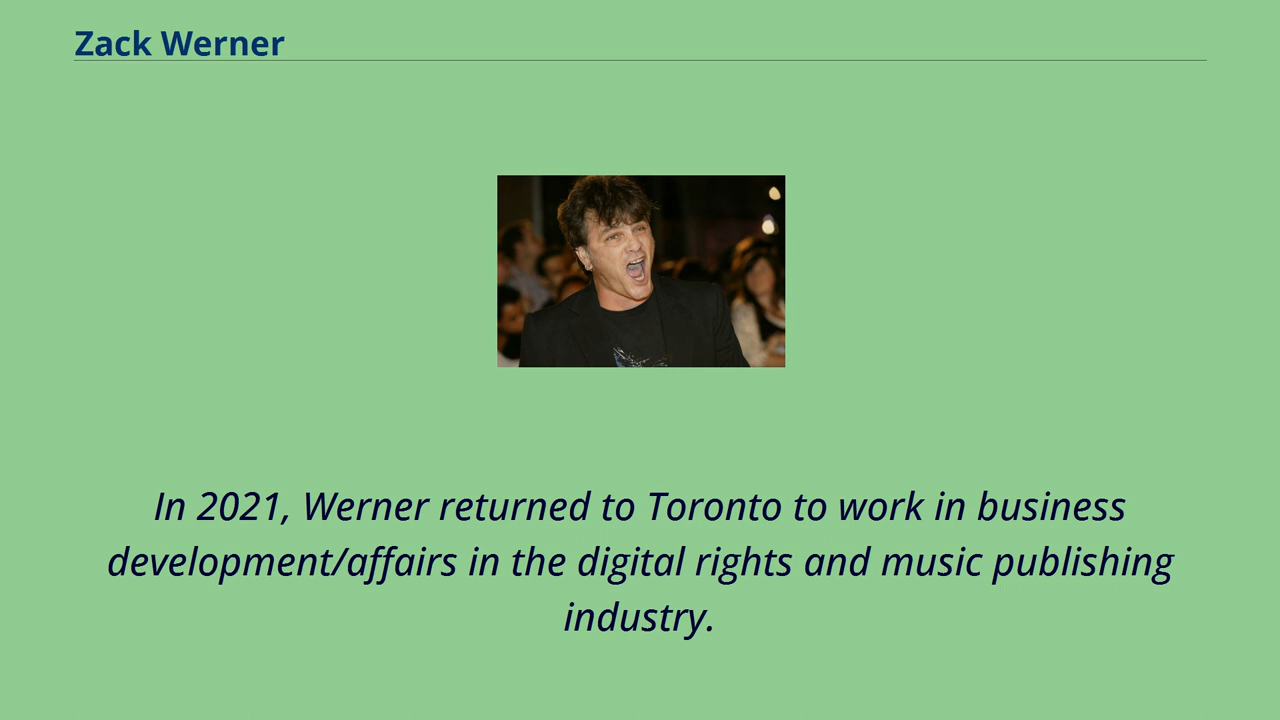 Zack Werner
In 2021, Werner returned to Toronto to work in business
development/affairs in the digital rights and music publishing
industry.